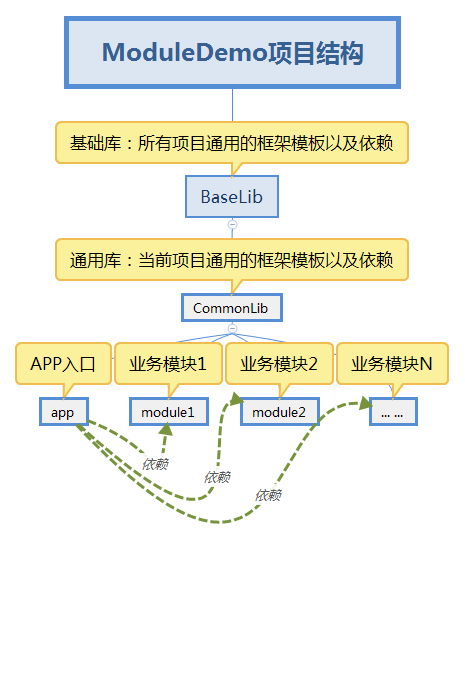 ModuleDemo项目结构
基础库：所有项目通用的框架模板以及依赖
BaseLib
通用库：当前项目通用的框架模板以及依赖
CommonLib
APP入口
业务模块1
业务模块2
业务模块N
app
module1
module2
... ...
依赖
依赖
依赖